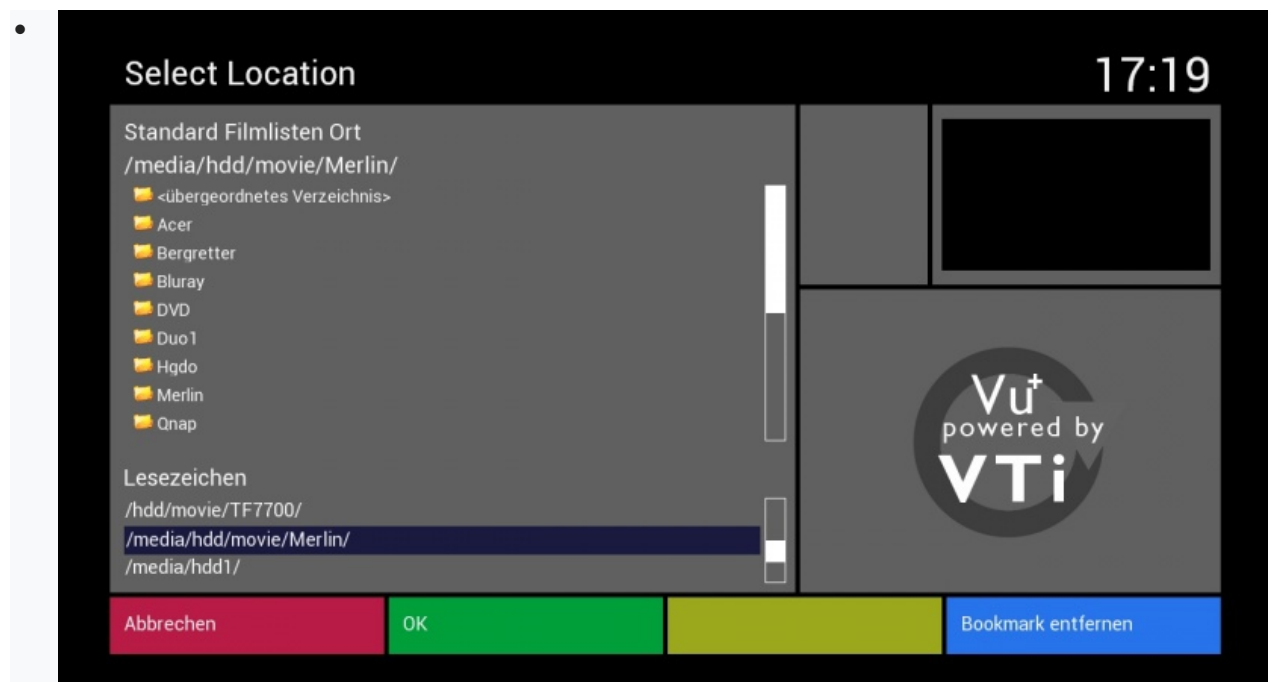 Select Location
17:19
Standard Filmlisten Ort
/media/hdd/movie/Merlin/
<übergeordnetes Verzeichnis>
Acer
Bergretter
Bluray
DVD
Duo1
Hgdo
Merlin
Qnap
Lesezeichen
/hdd/movie/TF7700/
/media/hdd/movie/Merlin/
/media/hdd1/
Vu+
powered by
VTi
Abbrechen
OK
Bookmark entfernen